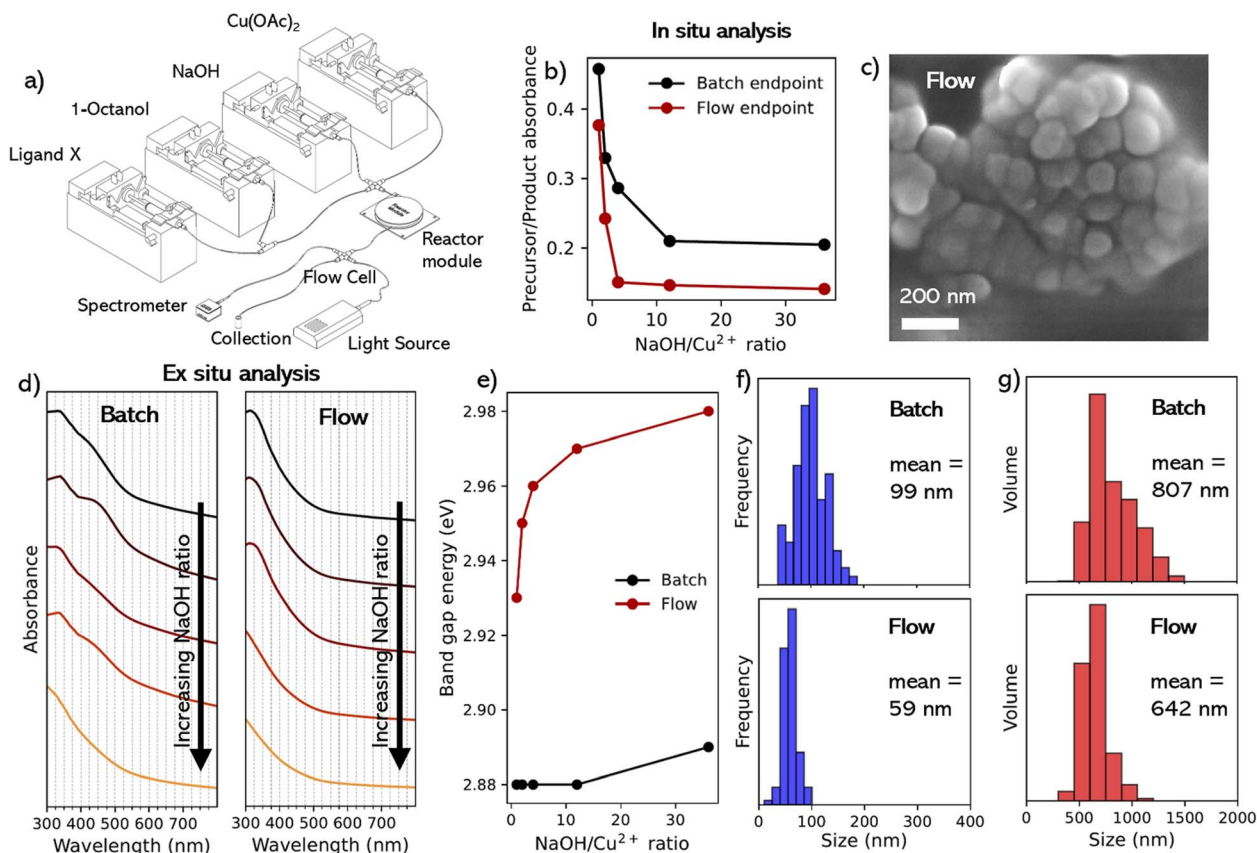 a)
Cu(OAc)₂
NaOH
1-Octanol
Ligand X
Reactor
module
Flow Cell
Spectrometer
Collection
Light Source
In situ analysis
b)
Precursor/Product absorbance
0.4
0.3
0.2
Batch endpoint
Flow endpoint
0 10 20 30
NaOH/Cu²⁺ ratio
c)
Flow
200 nm
Ex situ analysis
d)
Absorbance
Batch
Increasing NaOH ratio
300 400 500 600 700
Wavelength (nm)
Flow
Increasing NaOH ratio
300 400 500 600 700
Wavelength (nm)
e)
Band gap energy (eV)
2.98
2.96
2.94
2.92
2.90
2.88
Batch
Flow
0 10 20 30
NaOH/Cu²⁺ ratio
f)
Frequency
Batch
mean =
99 nm
Frequency
Flow
mean =
59 nm
0 200 400
Size (nm)
g)
Volume
Batch
mean =
807 nm
Volume
Flow
mean =
642 nm
0 500 1000 1500 2000
Size (nm)